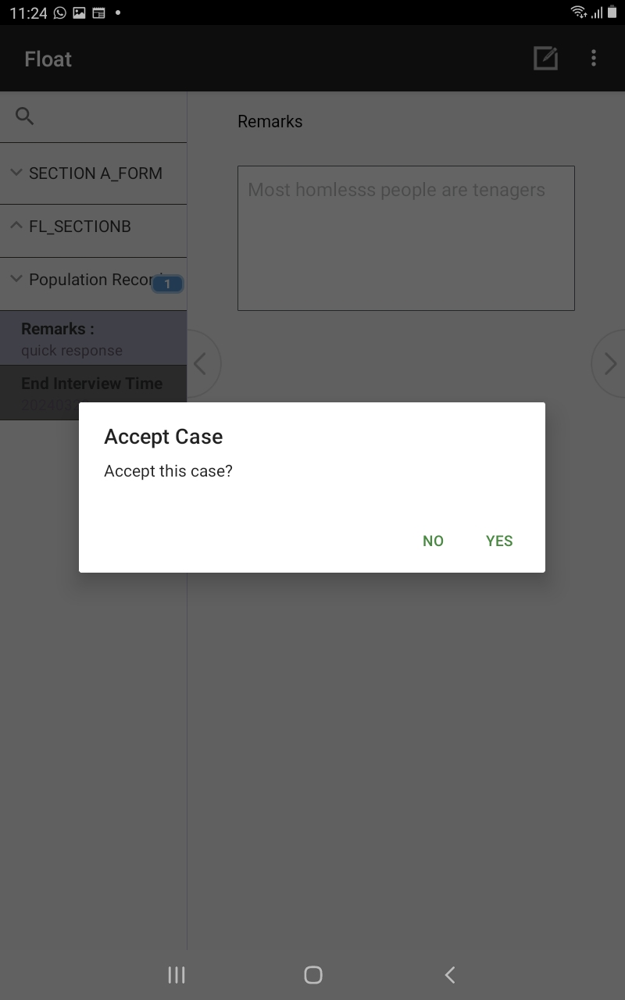 11:24
Float
SECTION A_FORM
FL_SECTIONB
Population
1
Remarks :
quick response
End Interview Time
Remarks
Most homlesss people are tenagers
Accept Case
Accept this case?
NO
YES